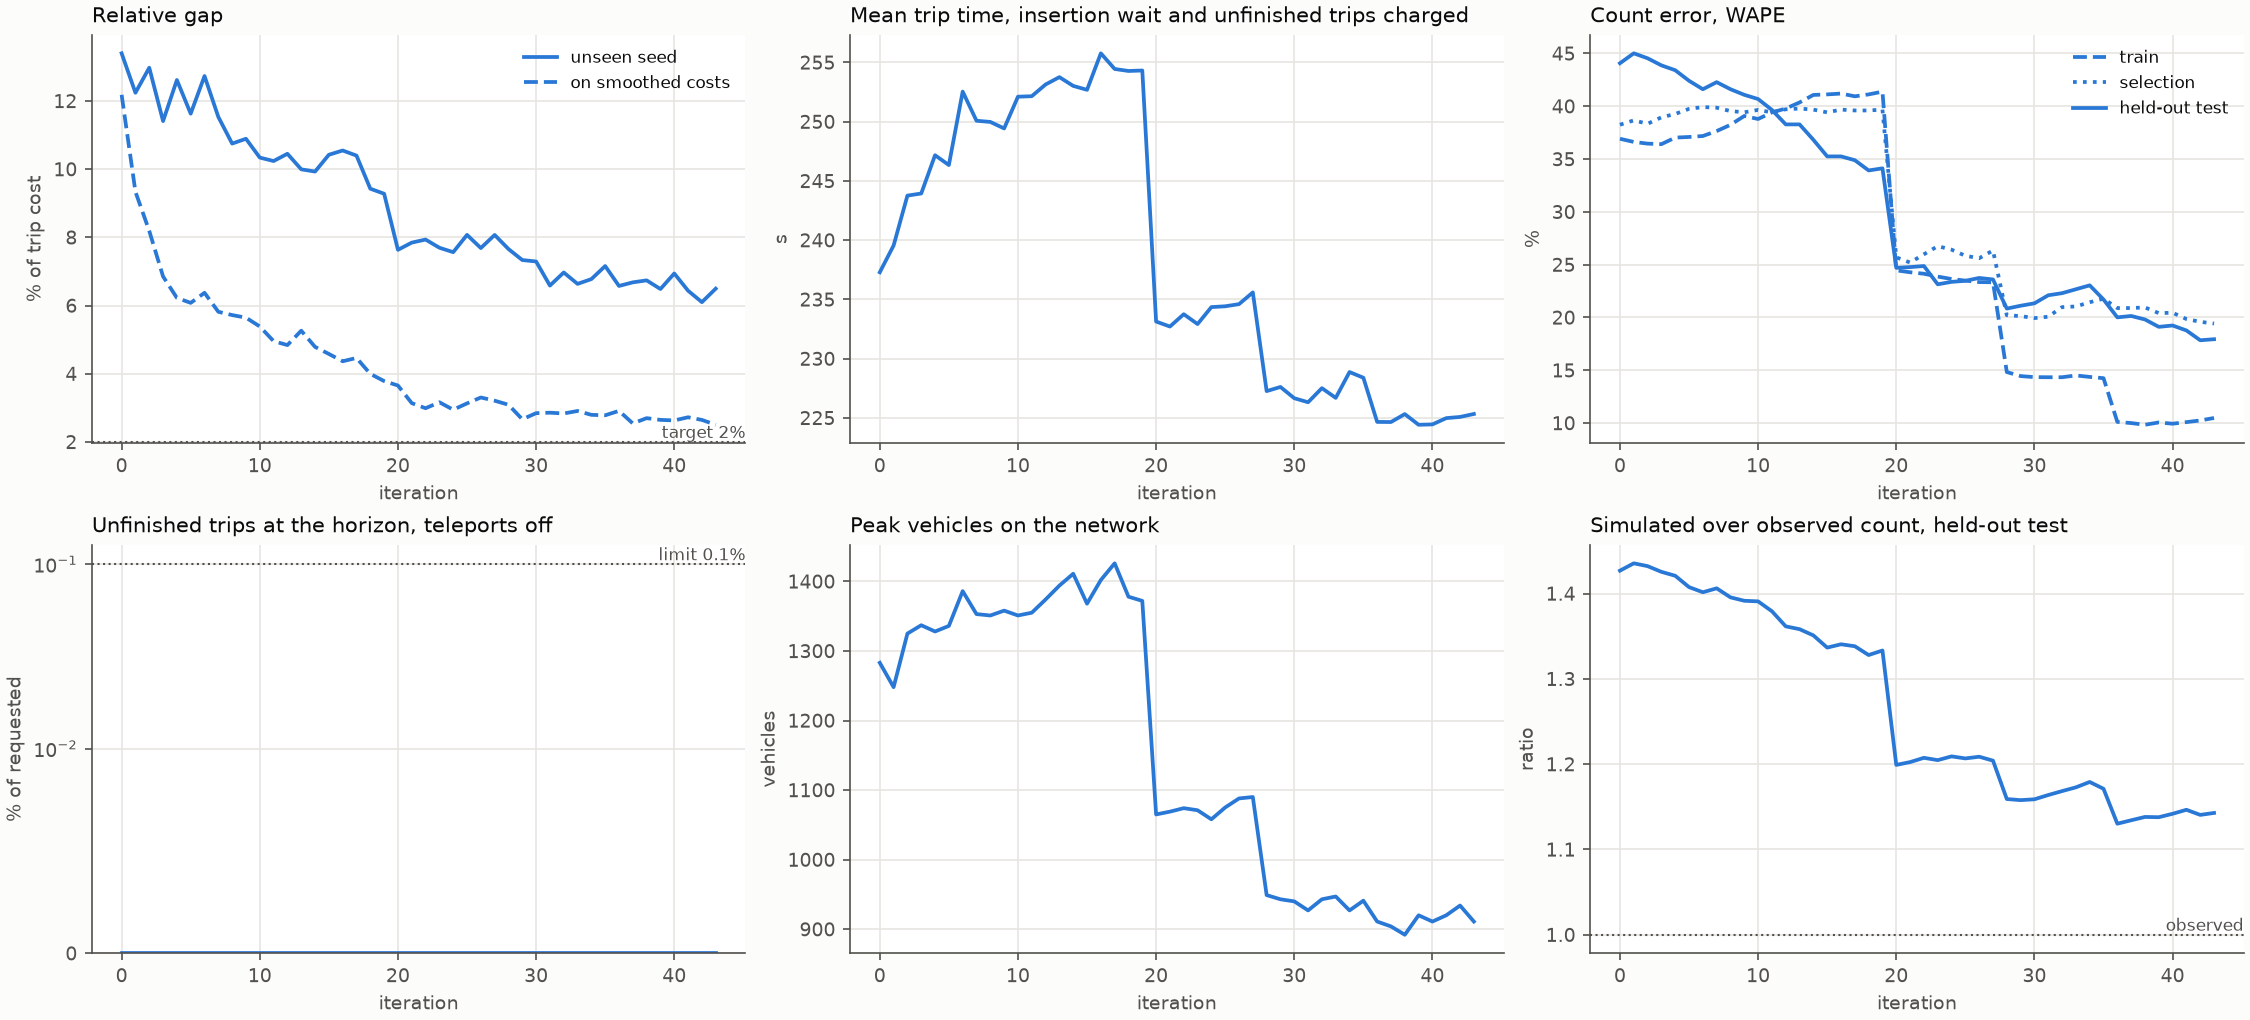 Relative gap
% of trip cost
12
10
8
6
4
2
unseen seed
on smoothed costs
target 2%
0
10
20
30
40
iteration
Mean trip time, insertion wait and unfinished trips charged
s
255
250
245
240
235
230
225
0
10
20
30
40
iteration
Count error, WAPE
%
45
40
35
30
25
20
15
10
train
selection
held-out test
0
10
20
30
40
iteration
Unfinished trips at the horizon, teleports off
% of requested
10⁻¹
10⁻²
0
limit 0.1%
0
10
20
30
40
iteration
Peak vehicles on the network
vehicles
1400
1300
1200
1100
1000
900
0
10
20
30
40
iteration
Simulated over observed count, held-out test
ratio
1.4
1.3
1.2
1.1
1.0
observed
0
10
20
30
40
iteration